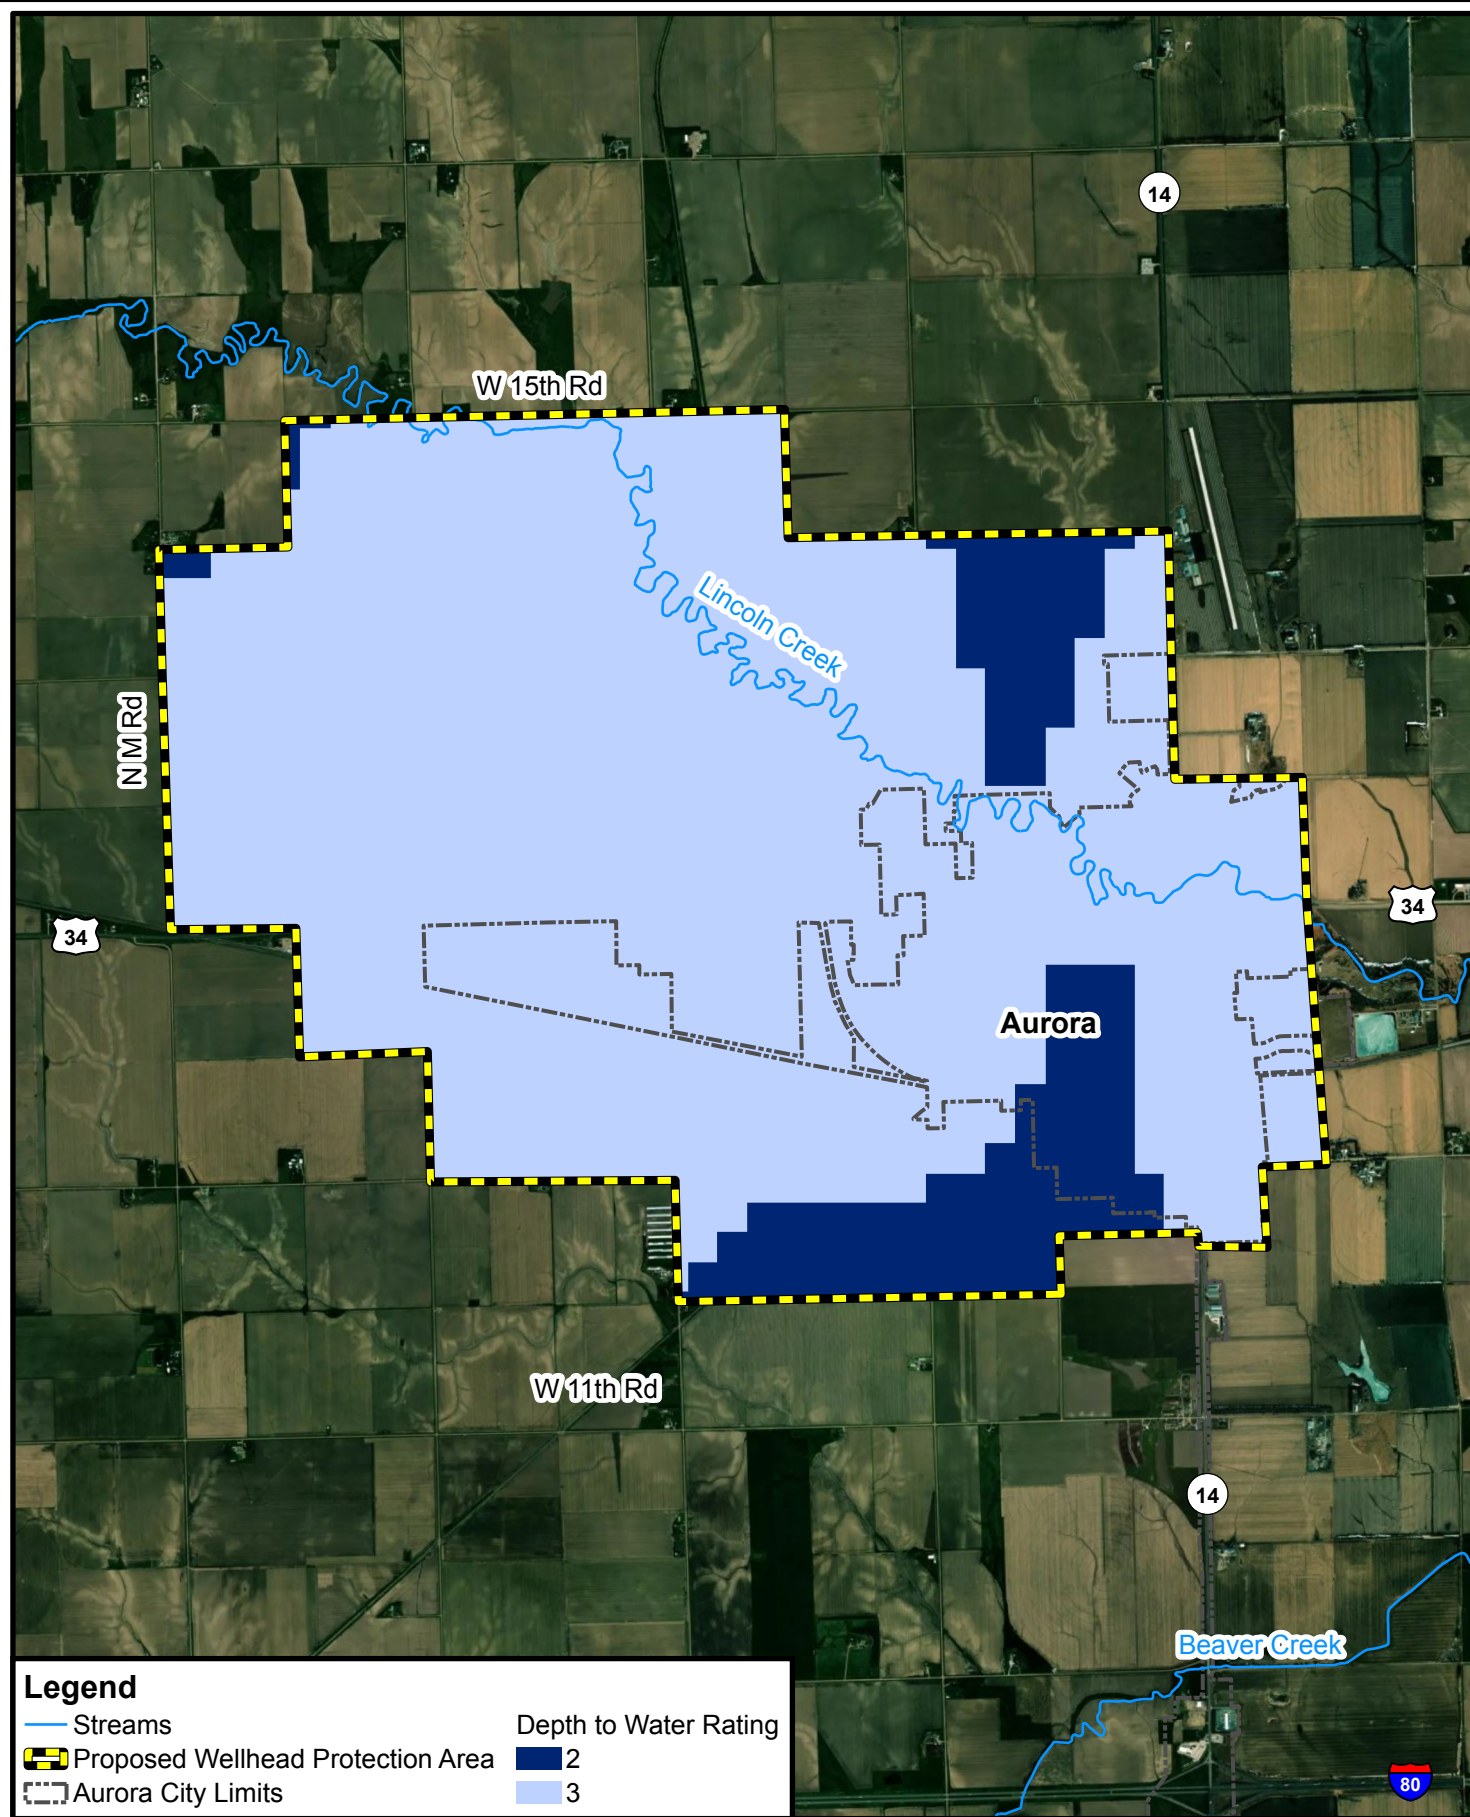 14
W 15th Rd
Lincoln Creek
N M Rd
34
34
Aurora
W 11th Rd
14
Beaver Creek
80
Legend
Streams
Proposed Wellhead Protection Area
Aurora City Limits
Depth to Water Rating
2
3